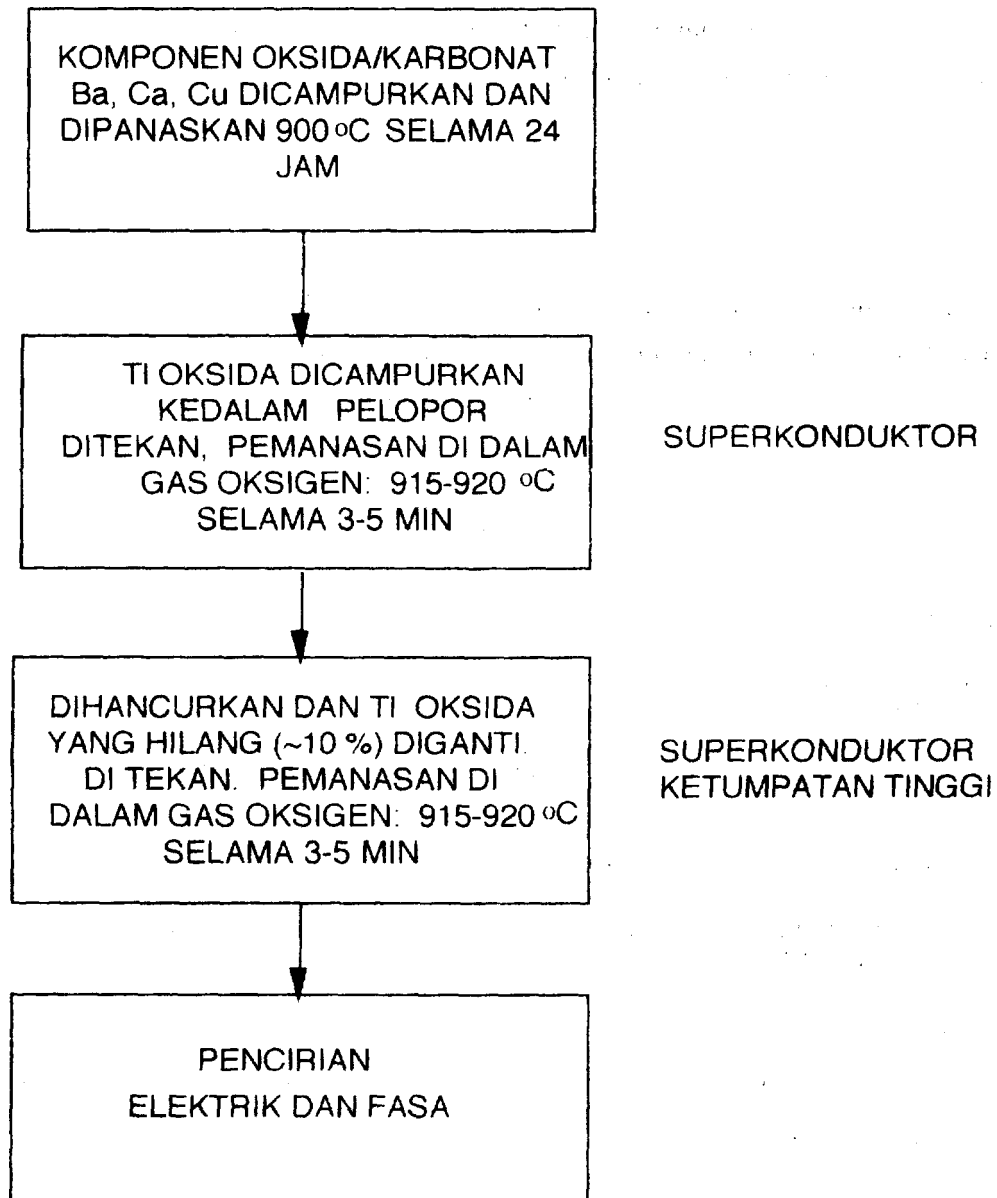 KOMPONEN OKSIDA/KARBONAT
Ba, Ca, Cu DICAMPURKAN DAN
DIPANASKAN 900 °C SELAMA 24
JAM
TI OKSIDA DICAMPURKAN
KEDALAM PELOPOR
DITEKAN, PEMANASAN DI DALAM
GAS OKSIGEN: 915-920 °C
SELAMA 3-5 MIN
SUPERKONDUKTOR
DIHANCURKAN DAN TI OKSIDA
YANG HILANG (~10 %) DIGANTI.
DI TEKAN. PEMANASAN DI
DALAM GAS OKSIGEN: 915-920 °C
SELAMA 3-5 MIN
SUPERKONDUKTOR
KETUMPATAN TINGGI
PENCIRIAN
ELEKTRIK DAN FASA